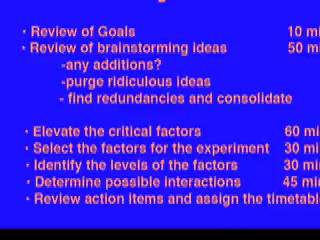 • Review of Goals 10 mi
• Review of brainstorming ideas 50 mi
-any additions?
-purge ridiculous ideas
- find redundancies and consolidate
• Elevate the critical factors 60 mi
• Select the factors for the experiment 30 mi
• Identify the levels of the factors 30 mi
• Determine possible interactions 45 mi
• Review action items and assign the timetabl